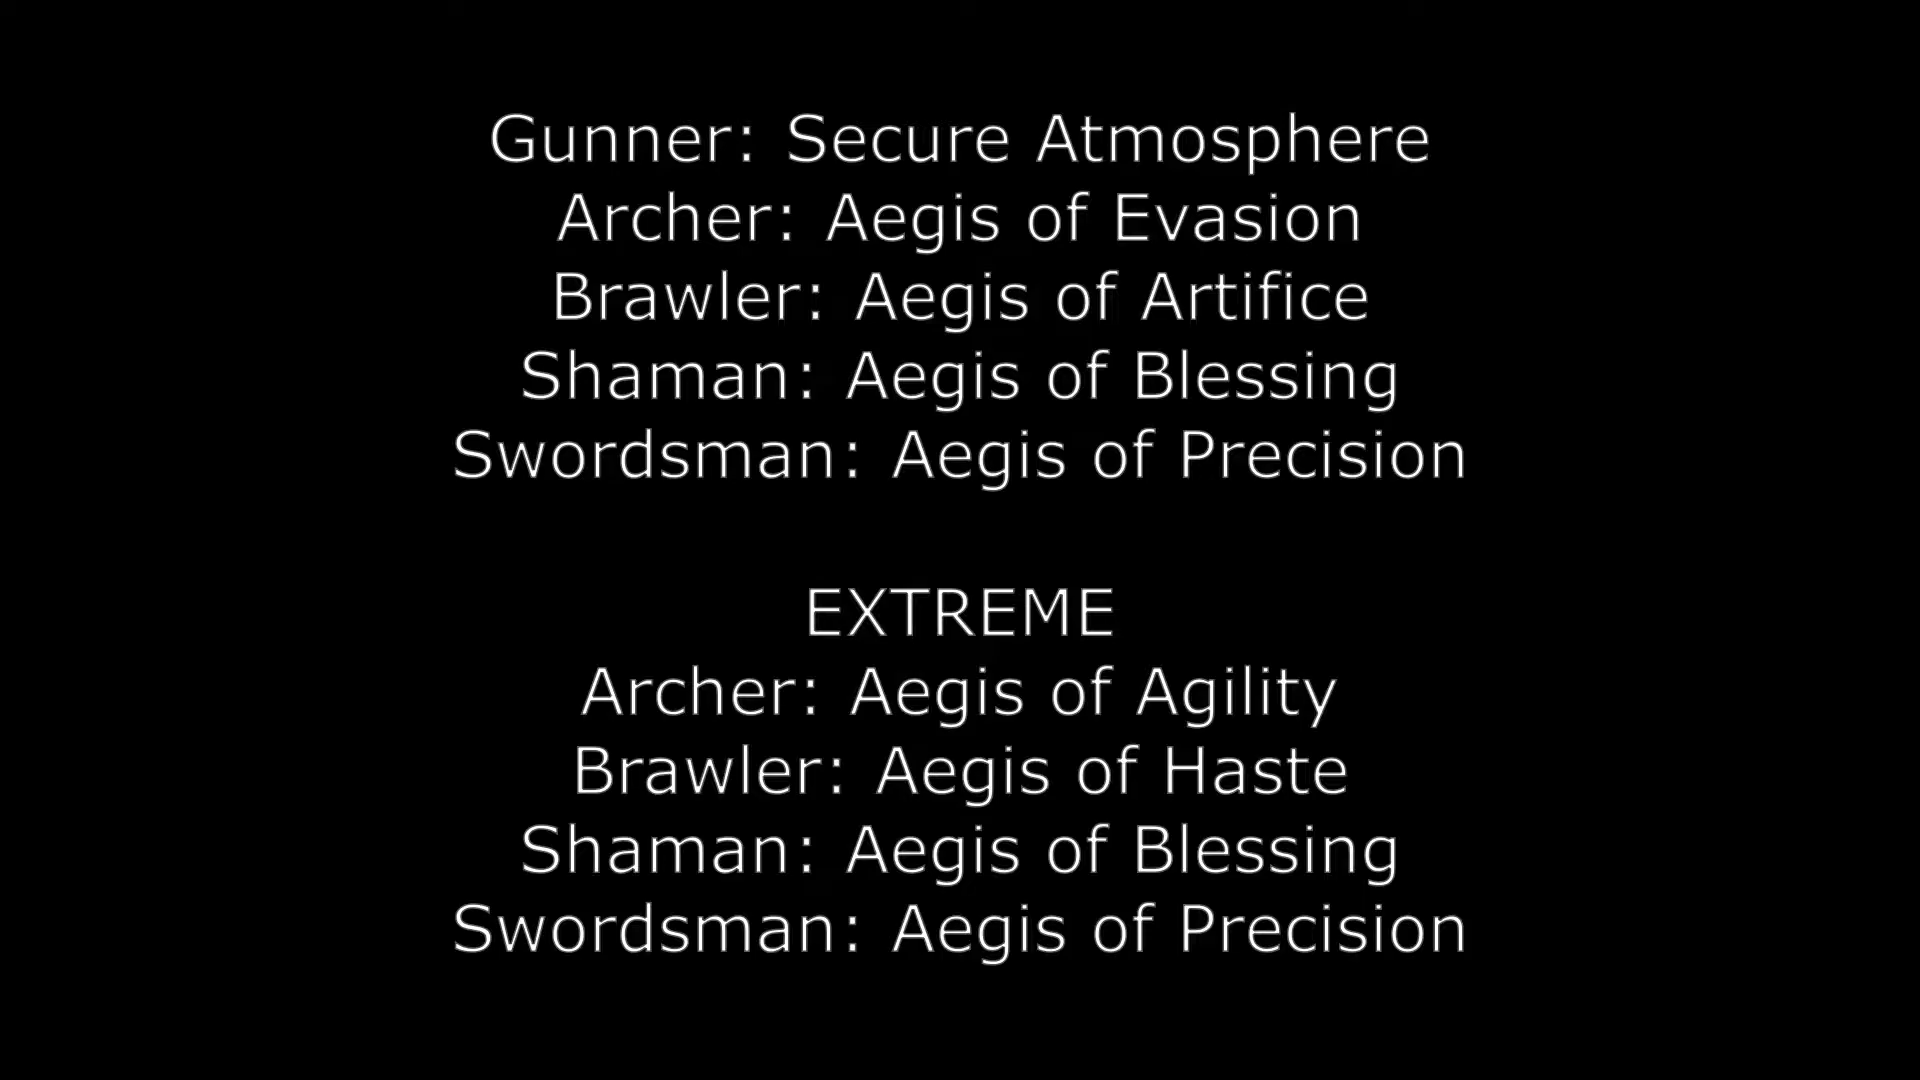 Gunner: Secure Atmosphere
Archer: Aegis of Evasion
Brawler: Aegis of Artifice
Shaman: Aegis of Blessing
Swordsman: Aegis of Precision
EXTREME
Archer: Aegis of Agility
Brawler: Aegis of Haste
Shaman: Aegis of Blessing
Swordsman: Aegis of Precision